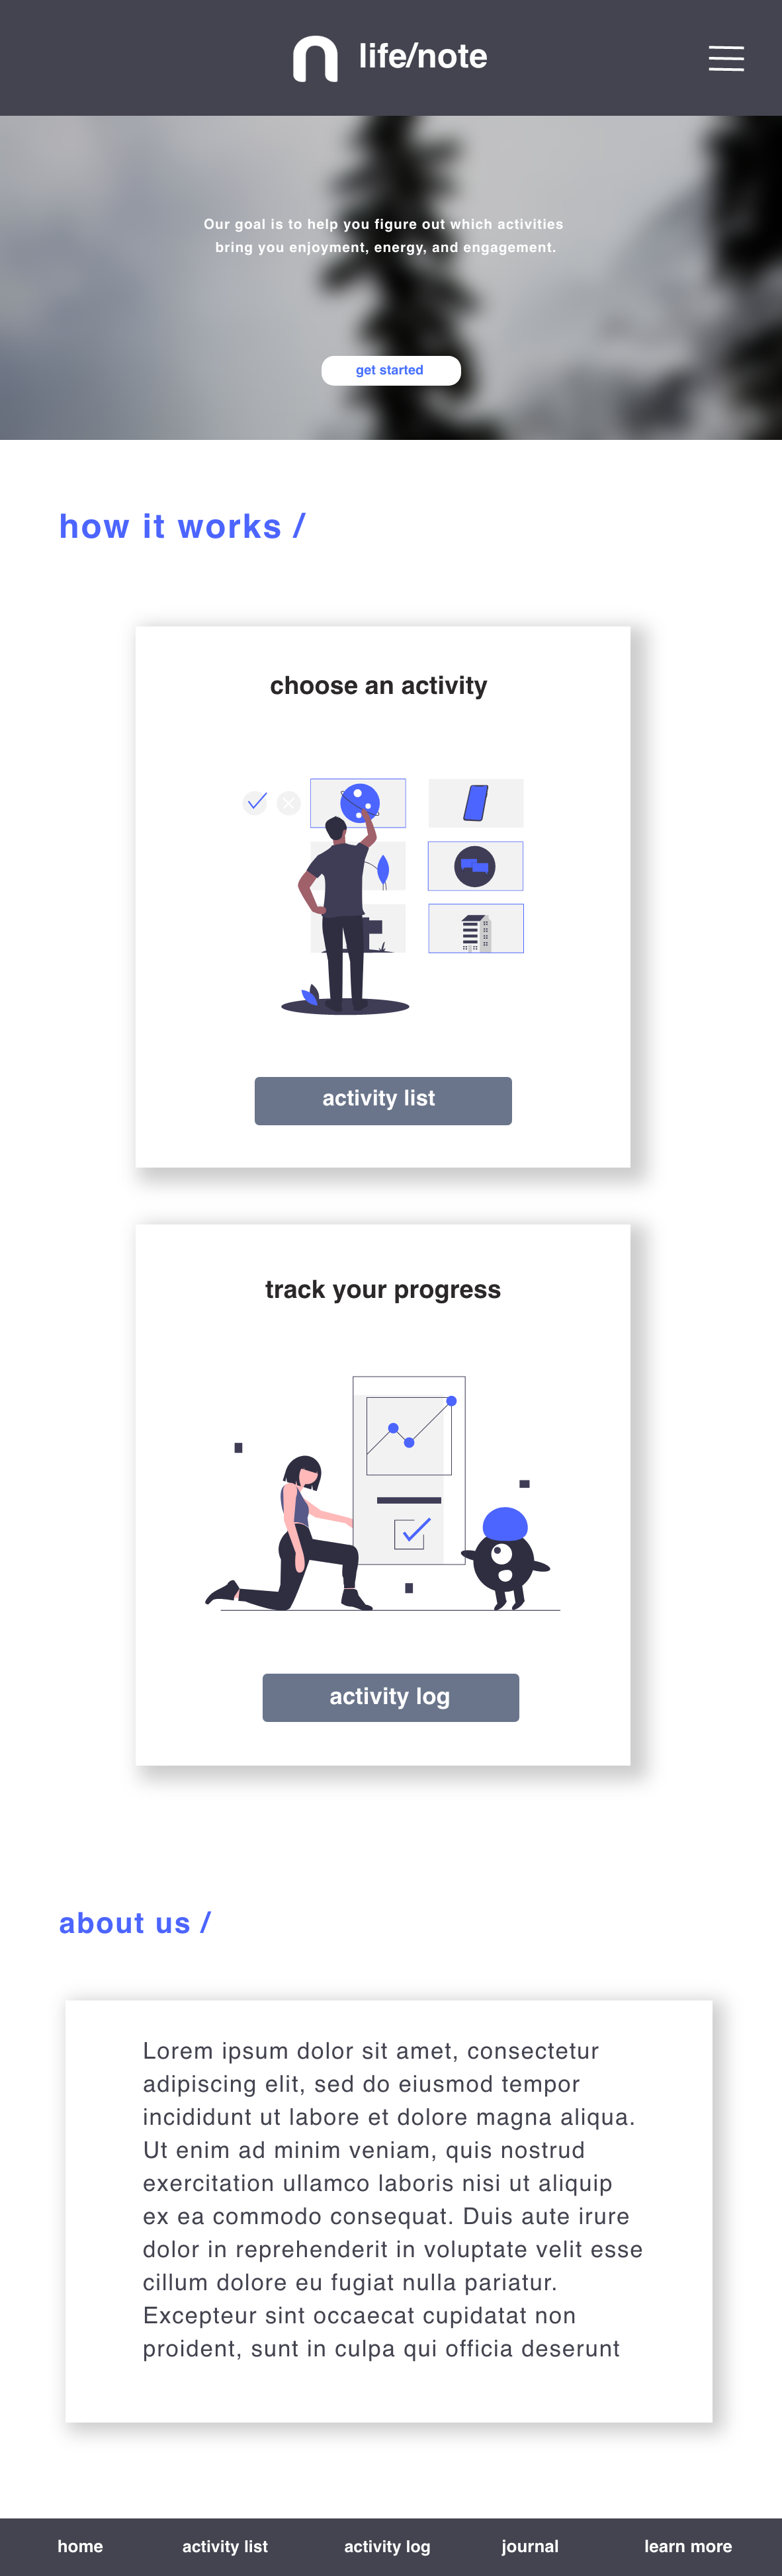 life/note
Our goal is to help you figure out which activities
bring you enjoyment, energy, and engagement.
get started
how it works /
choose an activity
activity list
track your progress
activity log
about us /
Lorem ipsum dolor sit amet, consectetur
adipiscing elit, sed do eiusmod tempor
incididunt ut labore et dolore magna aliqua.
Ut enim ad minim veniam, quis nostrud
exercitation ullamco laboris nisi ut aliquip
ex ea commodo consequat. Duis aute irure
dolor in reprehenderit in voluptate velit esse
cillum dolore eu fugiat nulla pariatur.
Excepteur sint occaecat cupidatat non
proident, sunt in culpa qui officia deserunt
home activity list activity log journal learn more